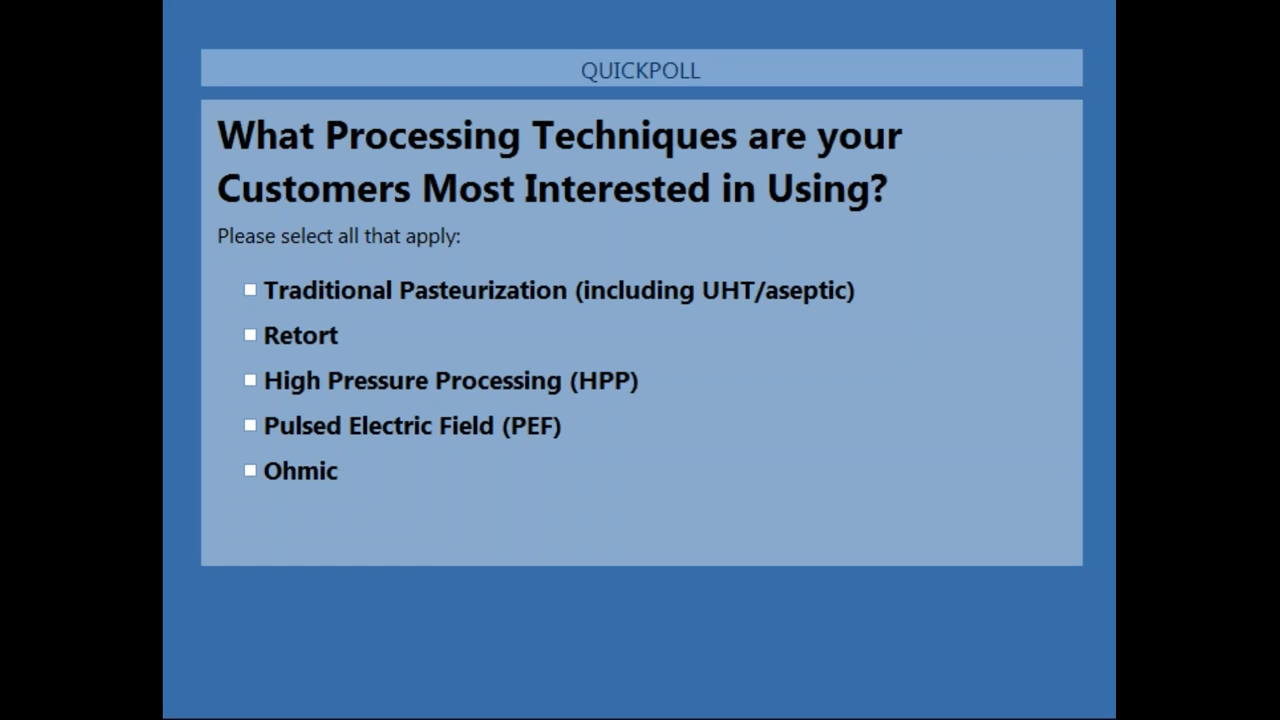 QUICKPOLL
What Processing Techniques are your
Customers Most Interested in Using?
Please select all that apply:
Traditional Pasteurization (including UHT/aseptic)
Retort
High Pressure Processing (HPP)
Pulsed Electric Field (PEF)
Ohmic